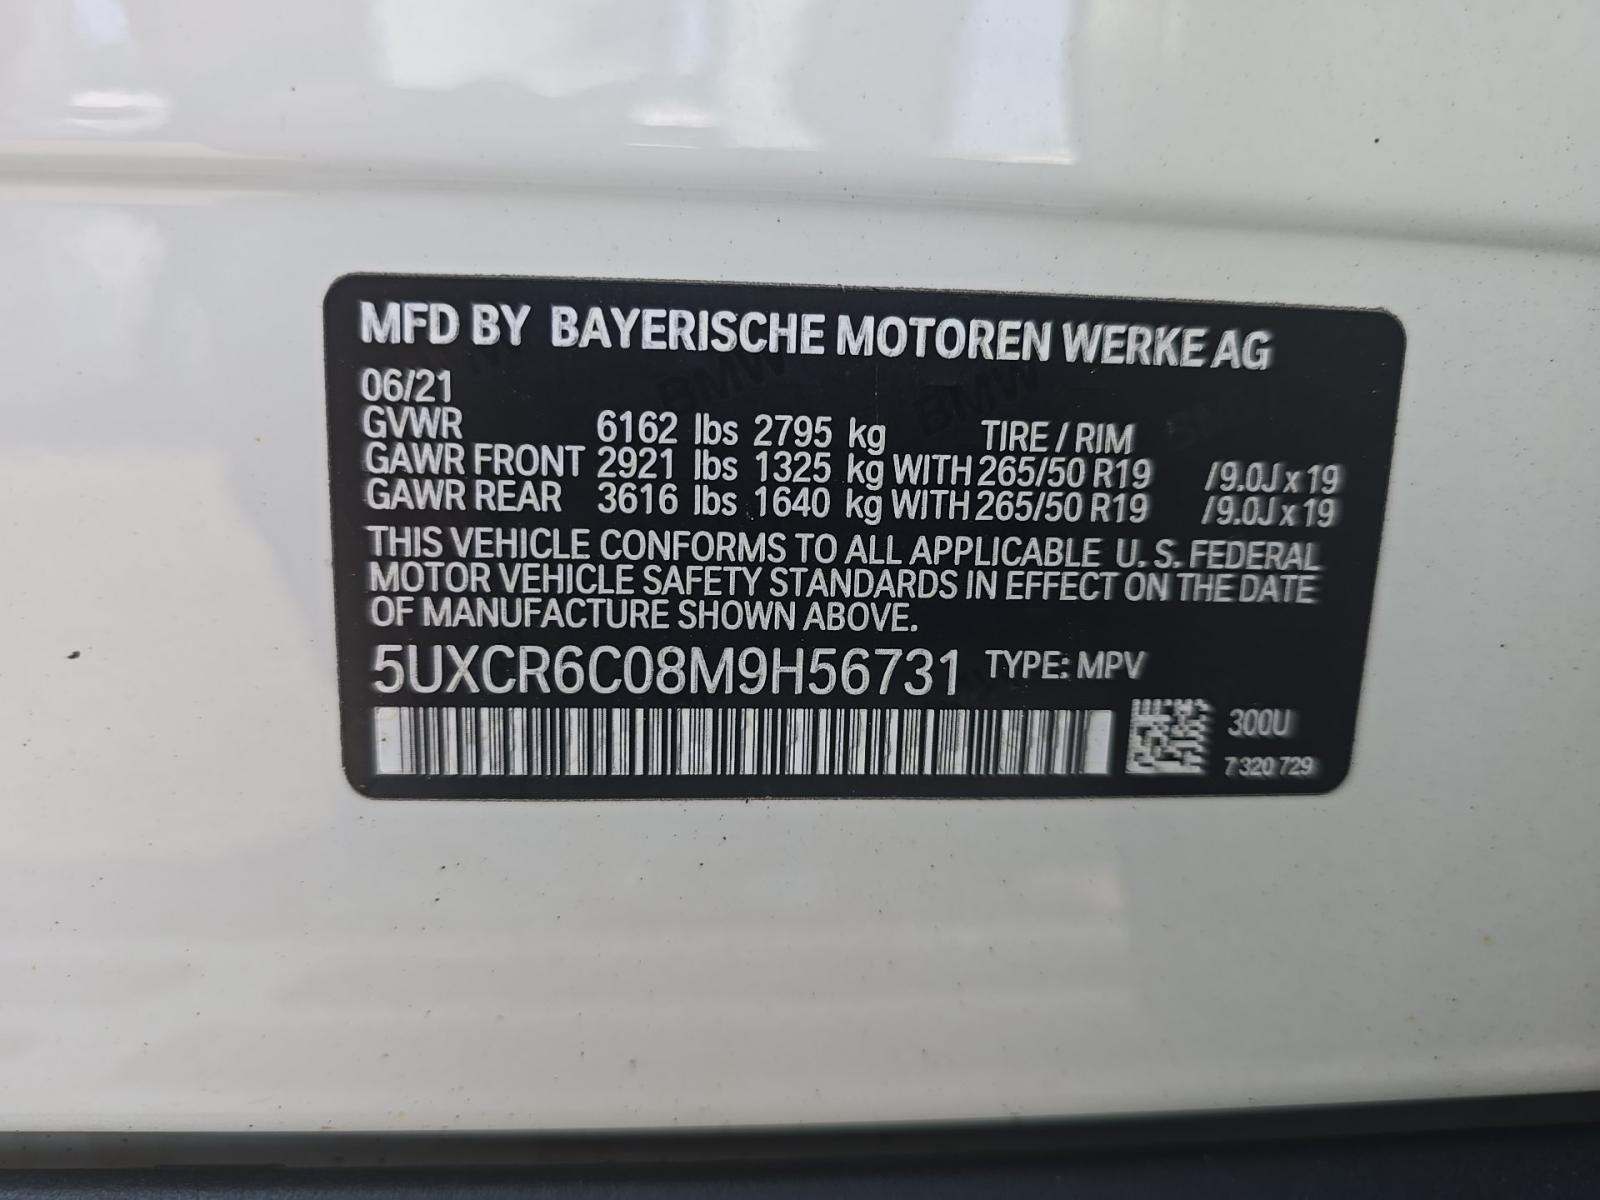 MFD BY BAYERISCHE MOTOREN WERKE AG
06/21
GVWR 6162 lbs 2795 kg TIRE / RIM
GAWR FRONT 2921 lbs 1325 kg WITH 265/50 R19 /9.0J x 19
GAWR REAR 3616 lbs 1640 kg WITH 265/50 R19 /9.0J x 19
THIS VEHICLE CONFORMS TO ALL APPLICABLE U. S. FEDERAL
MOTOR VEHICLE SAFETY STANDARDS IN EFFECT ON THE DATE
OF MANUFACTURE SHOWN ABOVE.
5UXCR6C08M9H56731 TYPE: MPV
300U
7 320 729